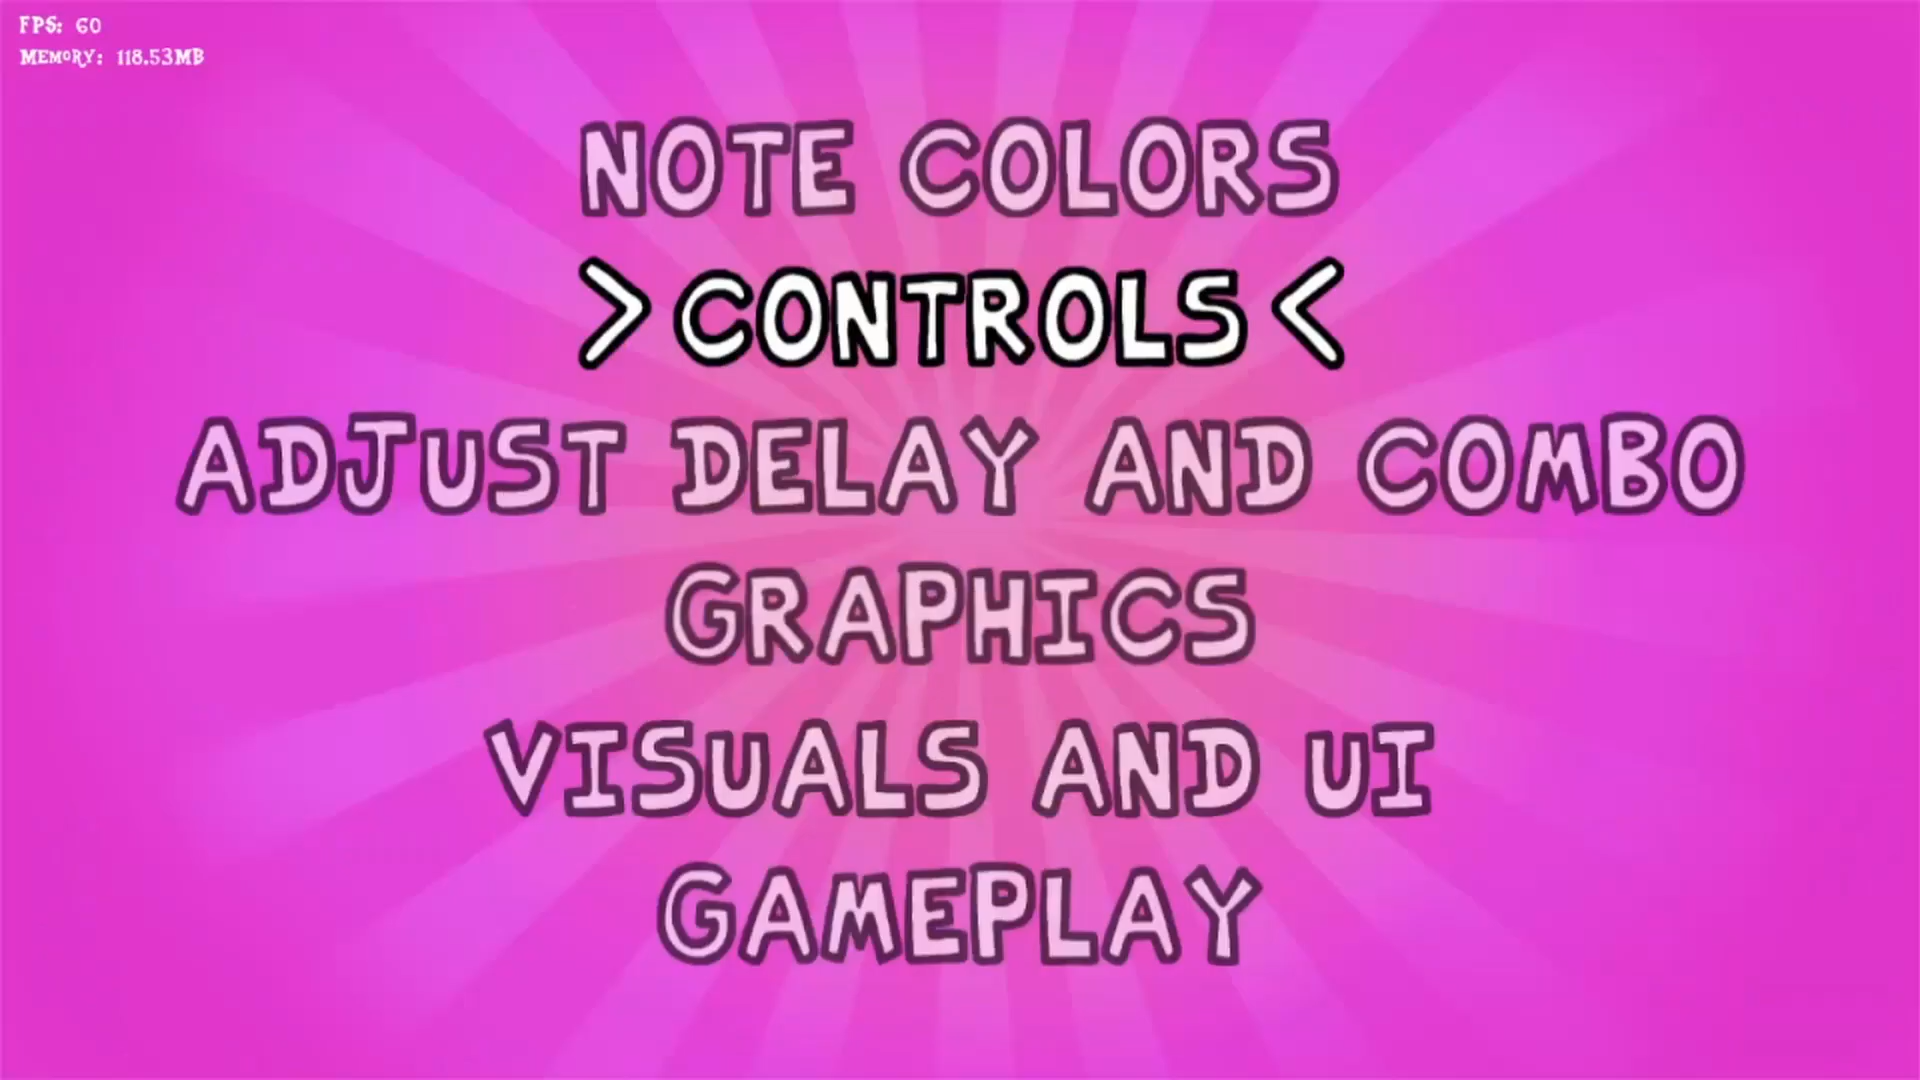 FPS: 60
MEMORY: 118.53MB
NOTE COLORS
>CONTROLS<
ADJUST DELAY AND COMBO
GRAPHICS
VISUALS AND UI
GAMEPLAY